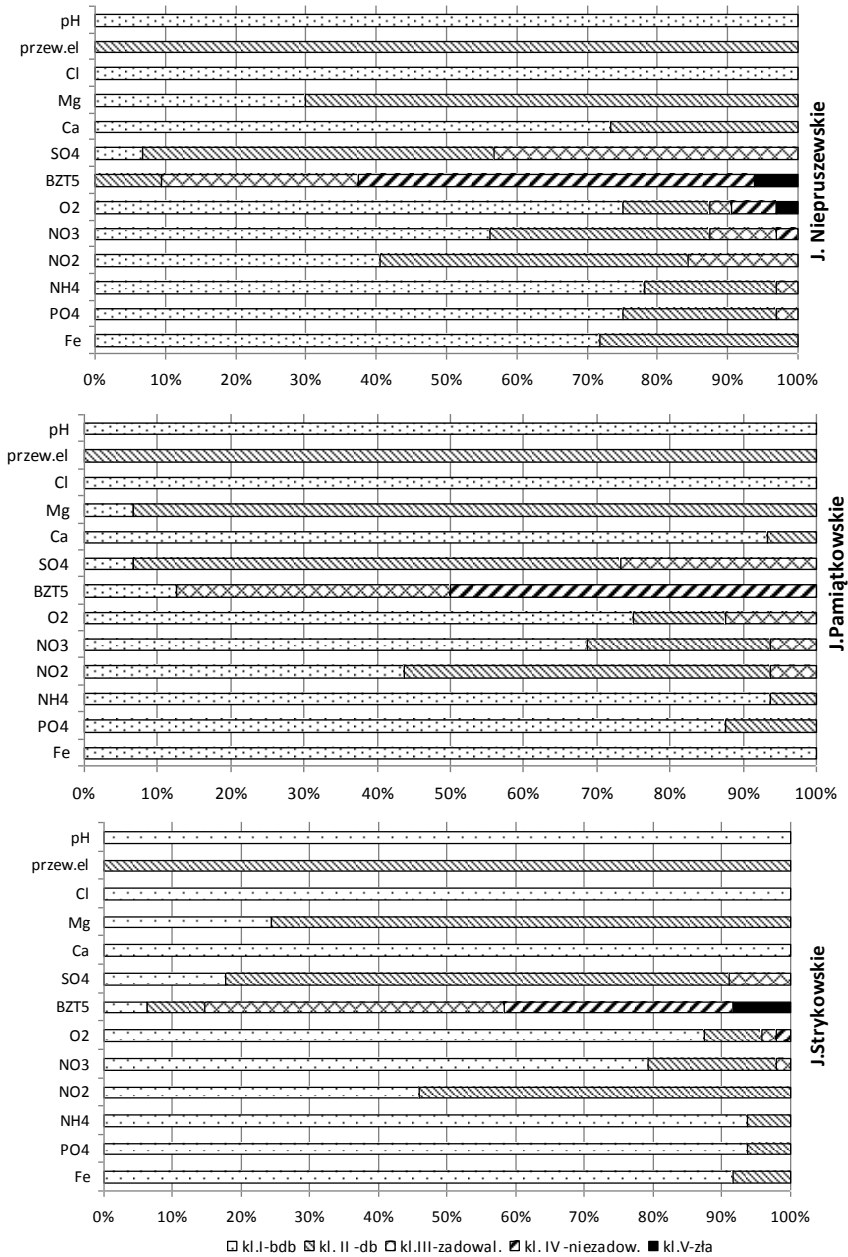 pH
przew.el
Cl
Mg
Ca
SO4
BZT5
O2
NO3
NO2
NH4
PO4
Fe
0% 10% 20% 30% 40% 50% 60% 70% 80% 90% 100%
J. Niepruszewskie
pH
przew.el
Cl
Mg
Ca
SO4
BZT5
O2
NO3
NO2
NH4
PO4
Fe
0% 10% 20% 30% 40% 50% 60% 70% 80% 90% 100%
J.Pamiątkowskie
pH
przew.el
Cl
Mg
Ca
SO4
BZT5
O2
NO3
NO2
NH4
PO4
Fe
0% 10% 20% 30% 40% 50% 60% 70% 80% 90% 100%
J.Strykowskie
kl.I-bdb kl. II -db kl.III-zadowal. kl. IV -niezadow. kl.V-zła